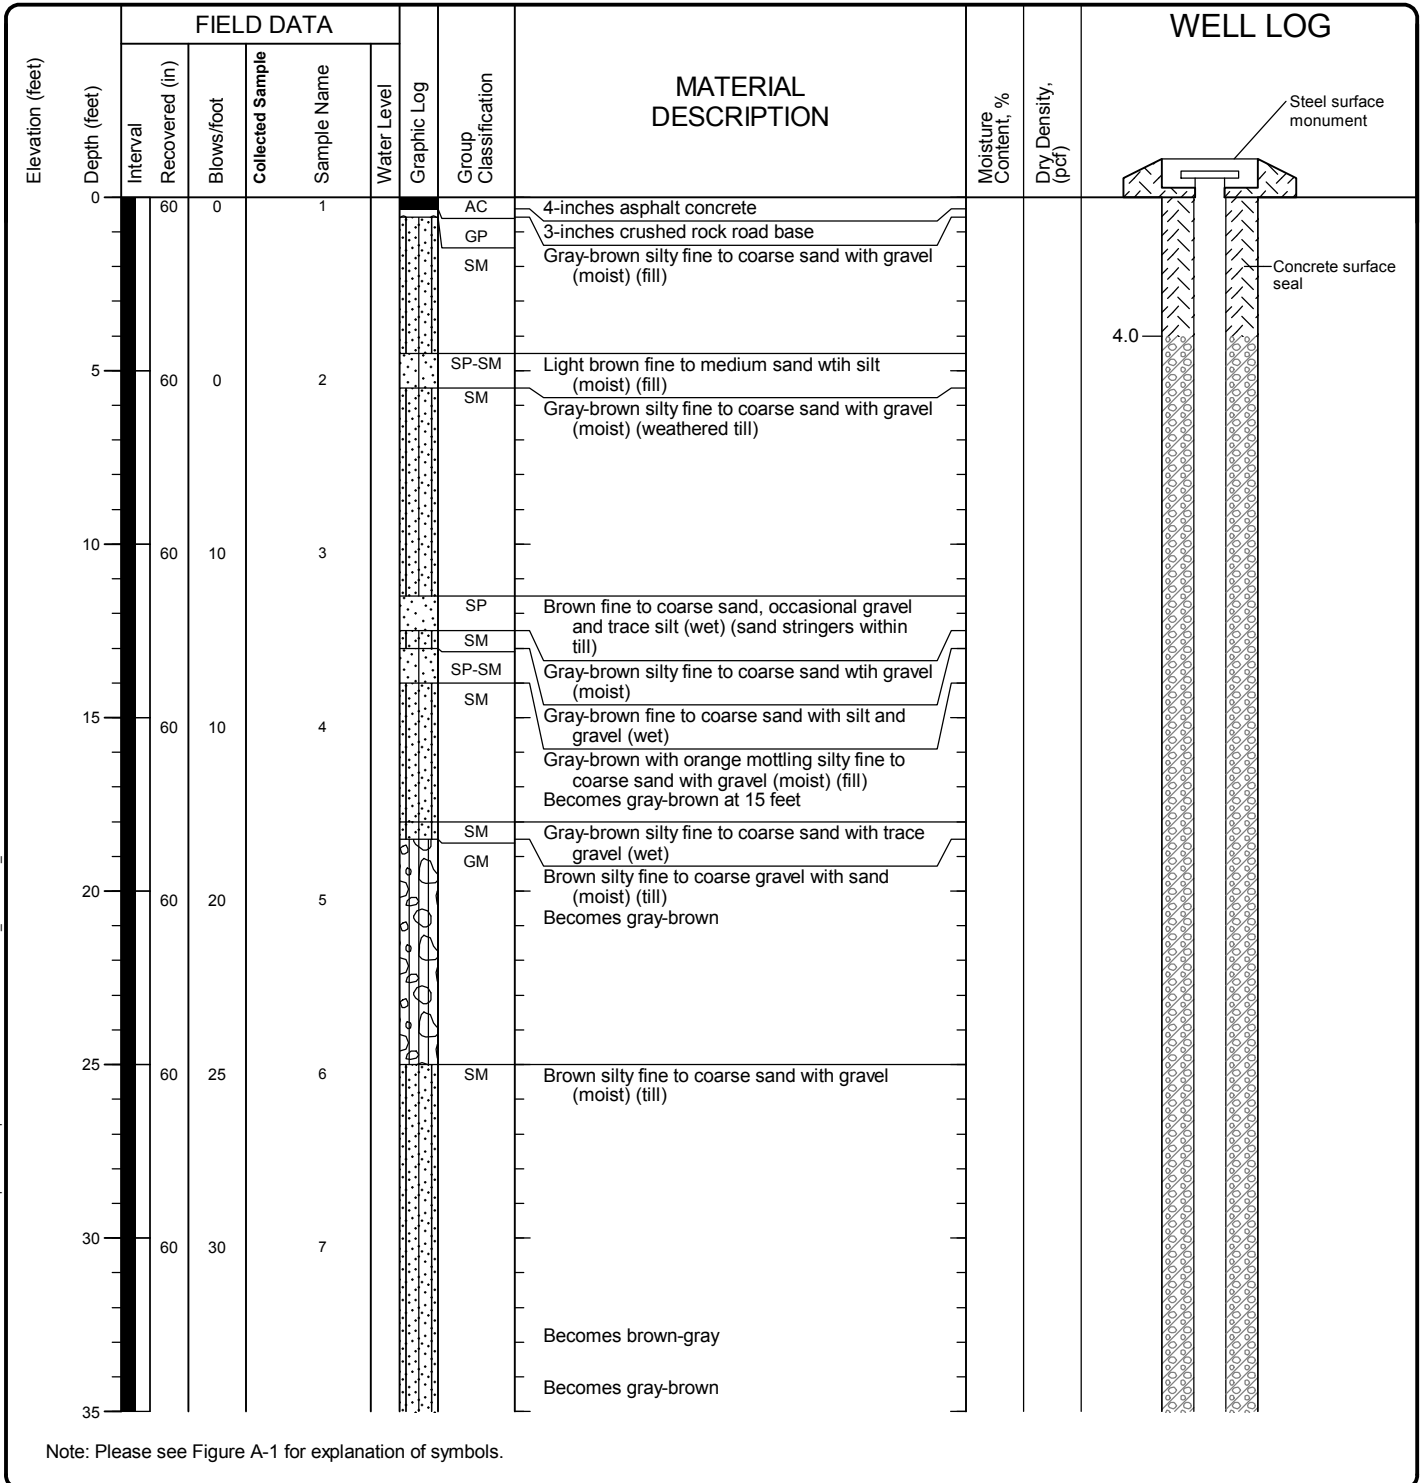 FIELD DATA
WELL LOG
Elevation (feet)
Depth (feet)
Interval
Recovered (in)
Blows/foot
Collected Sample
Sample Name
Water Level
Graphic Log
Group
Classification
MATERIAL
DESCRIPTION
Moisture
Content, %
Dry Density,
(pcf)
Steel surface
monument
0
60 0 1
AC
4-inches asphalt concrete
GP
3-inches crushed rock road base
SM
Gray-brown silty fine to coarse sand with gravel
(moist) (fill)
Concrete surface
seal
4.0
5
60 0 2
SP-SM
Light brown fine to medium sand wtih silt
(moist) (fill)
SM
Gray-brown silty fine to coarse sand with gravel
(moist) (weathered till)
10
60 10 3
SP
Brown fine to coarse sand, occasional gravel
and trace silt (wet) (sand stringers within
till)
SM
Gray-brown silty fine to coarse sand wtih gravel
(moist)
SP-SM
Gray-brown fine to coarse sand with silt and
gravel (wet)
SM
Gray-brown with orange mottling silty fine to
coarse sand with gravel (moist) (fill)
Becomes gray-brown at 15 feet
15
60 10 4
SM
Gray-brown silty fine to coarse sand with trace
gravel (wet)
GM
Brown silty fine to coarse gravel with sand
(moist) (till)
Becomes gray-brown
20
60 20 5
25
60 25 6
SM
Brown silty fine to coarse sand with gravel
(moist) (till)
30
60 30 7
Becomes brown-gray
Becomes gray-brown
35
Note: Please see Figure A-1 for explanation of symbols.